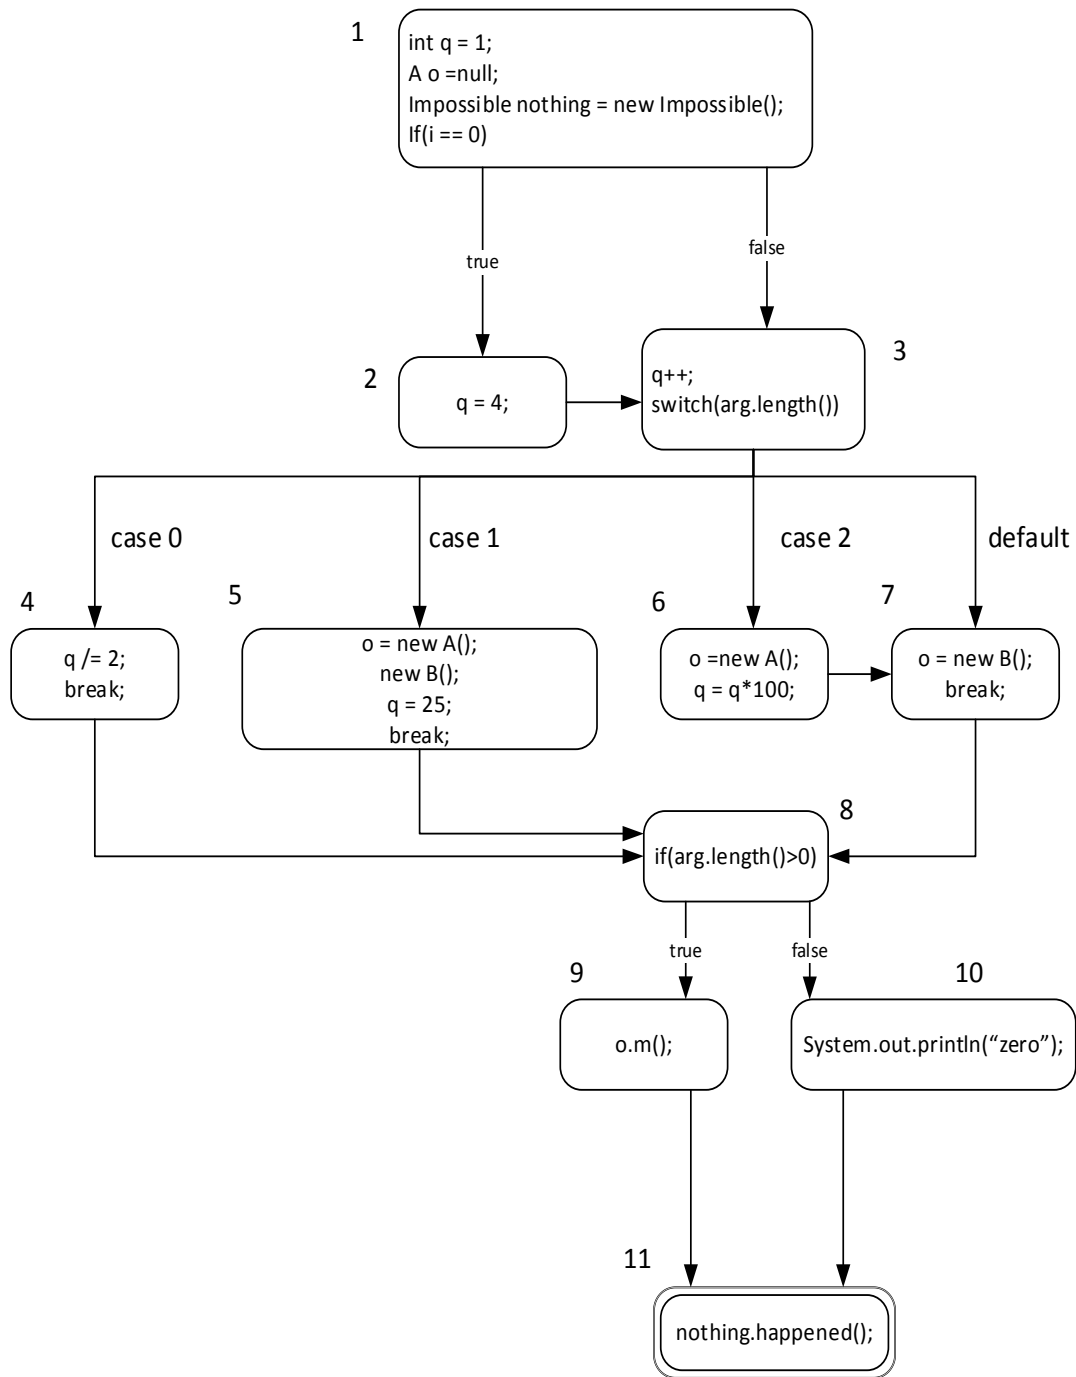 1
int q = 1;
A o =null;
Impossible nothing = new Impossible();
If(i == 0)
true
false
2
q = 4;
3
q++;
switch(arg.length())
case 0
case 1
case 2
default
4
q /= 2;
break;
5
o = new A();
new B();
q = 25;
break;
6
o =new A();
q = q*100;
7
o = new B();
break;
8
if(arg.length()>0)
true
false
9
o.m();
10
System.out.println(“zero”);
11
nothing.happened();